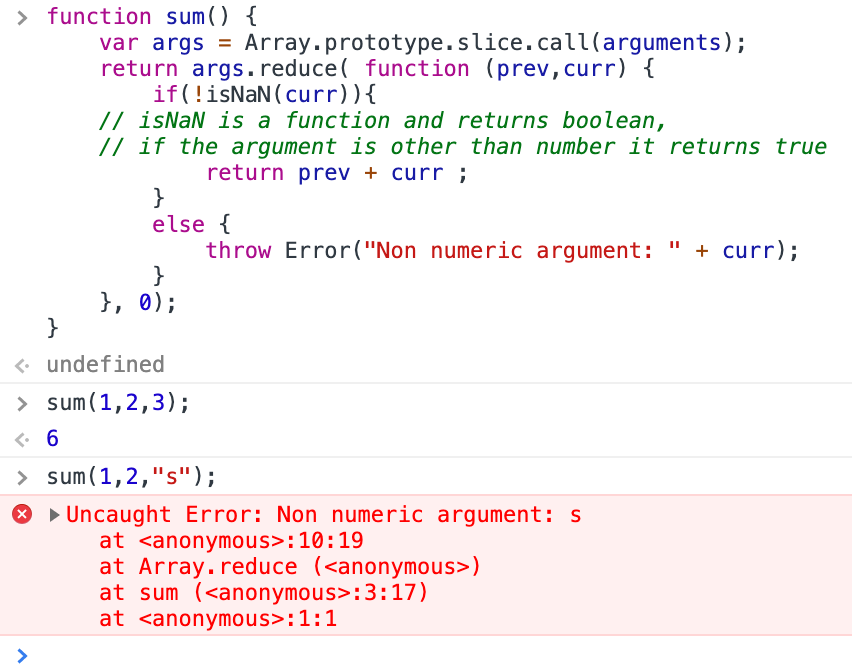 function sum() {
    var args = Array.prototype.slice.call(arguments);
    return args.reduce( function (prev,curr) {
        if(!isNaN(curr)){
    // isNaN is a function and returns boolean,
    // if the argument is other than number it returns true
            return prev + curr ;
        }
        else {
            throw Error("Non numeric argument: " + curr);
        }
    }, 0);
}
undefined
sum(1,2,3);
6
sum(1,2,"s");
Uncaught Error: Non numeric argument: s
    at <anonymous>:10:19
    at Array.reduce (<anonymous>)
    at sum (<anonymous>:3:17)
    at <anonymous>:1:1